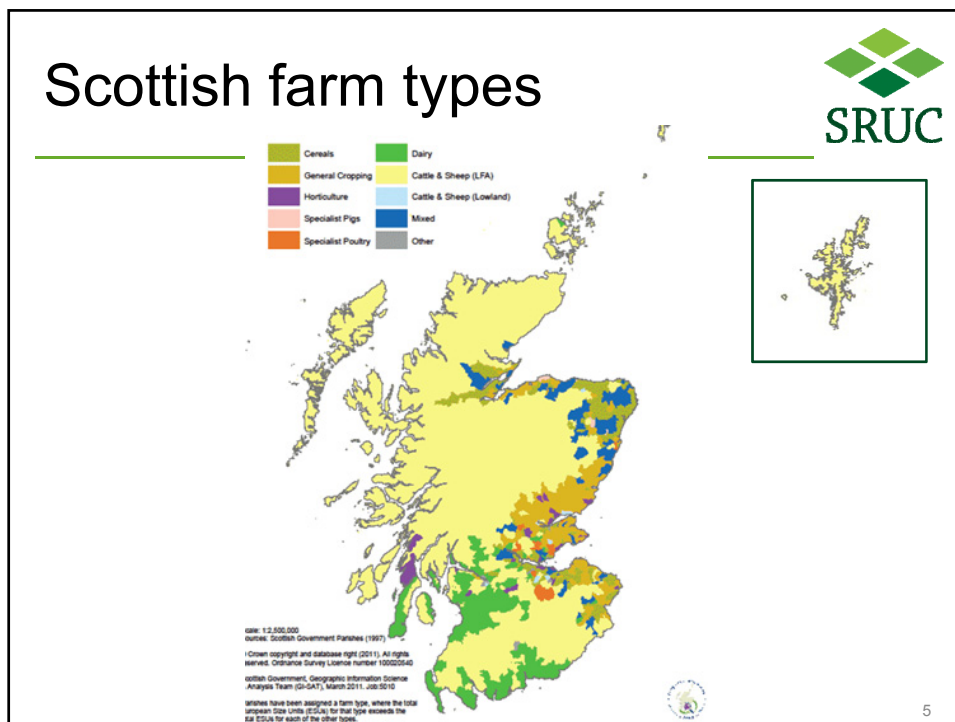 Scottish farm types
SRUC
Cereals
General Cropping
Horticulture
Specialist Pigs
Specialist Poultry
Dairy
Cattle & Sheep (LFA)
Cattle & Sheep (Lowland)
Mixed
Other
cale: 1:2,500,000
ources: Scottish Government Parishes (1997)
Crown copyright and database right (2011). All rights
eserved. Ordnance Survey Licence number 100020540
cottish Government, Geographic Information Science
Analysis Team (GI-SAT), March 2011. Job:5010
arishes have been assigned a farm type, where the total
uropean Size Units (ESUs) for that type exceeds the
tal ESUs for each of the other types.
5